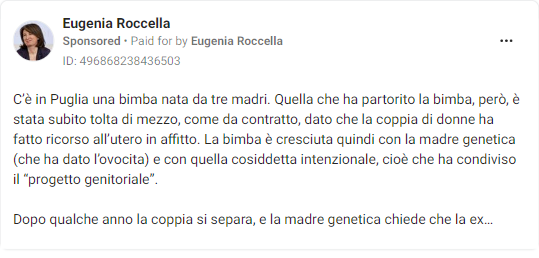 Eugenia Roccella
Sponsored • Paid for by Eugenia Roccella
ID: 496868238436503
C'è in Puglia una bimba nata da tre madri. Quella che ha partorito la bimba, però, è
stata subito tolta di mezzo, come da contratto, dato che la coppia di donne ha
fatto ricorso all'utero in affitto. La bimba è cresciuta quindi con la madre genetica
(che ha dato l'ovocita) e con quella cosiddetta intenzionale, cioè che ha condiviso
il “progetto genitoriale”.
Dopo qualche anno la coppia si separa, e la madre genetica chiede che la ex…